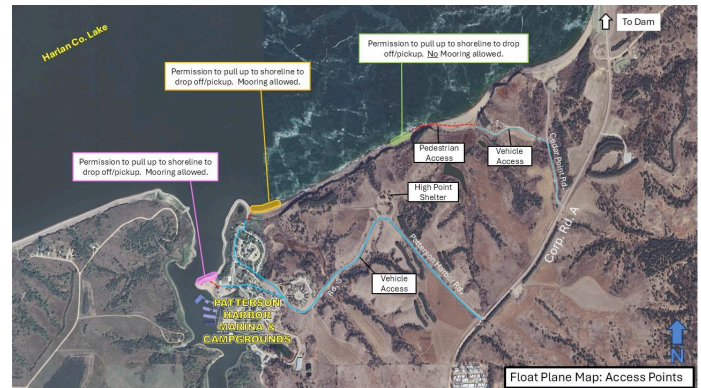 Harlan Co. Lake
To Dam
Permission to pull up to shoreline to drop
off/pickup. No Mooring allowed.
Permission to pull up to shoreline to
drop off/pickup. Mooring allowed.
Permission to pull up to shoreline to
drop off/pickup. Mooring allowed.
Pedestrian
Access
Vehicle
Access
Cedar Point Rd.
High Point
Shelter
Corp. Rd. A
Patterson Harbor Rd.
Vehicle
Access
Rd. 3
PATTERSON
HARBOR
MARINA &
CAMPGROUNDS
N
Float Plane Map: Access Points